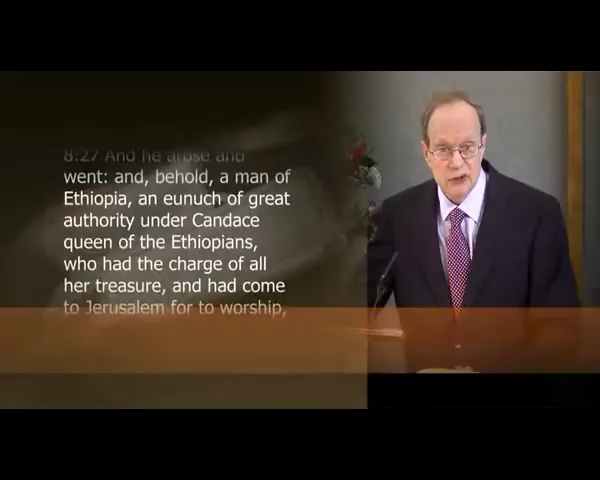 8:27 And he arose and
went: and, behold, a man of
Ethiopia, an eunuch of great
authority under Candace
queen of the Ethiopians,
who had the charge of all
her treasure, and had come
to Jerusalem for to worship,